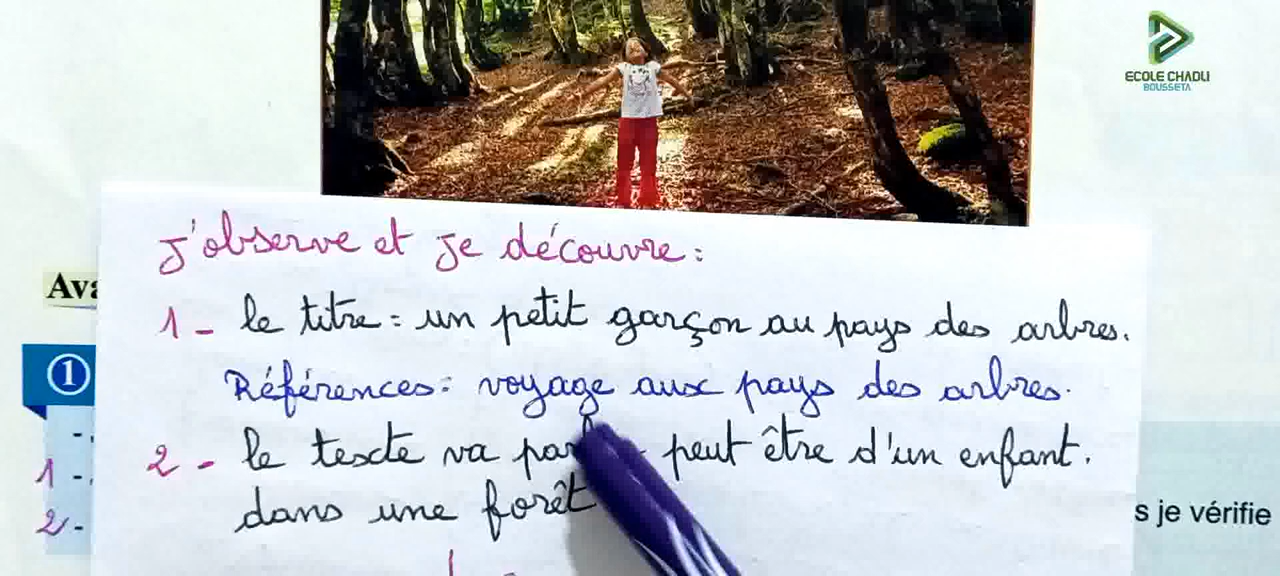 ECOLE CHADLI
BOUSSETA
J'observe et je découvre :
Ava
1 - le titre : un petit garçon au pays des arbres.
1
Références : voyage aux pays des arbres.
2 - le texte va peut être d'un enfant.
1 -
dans une forêt
2 -
s je vérifie